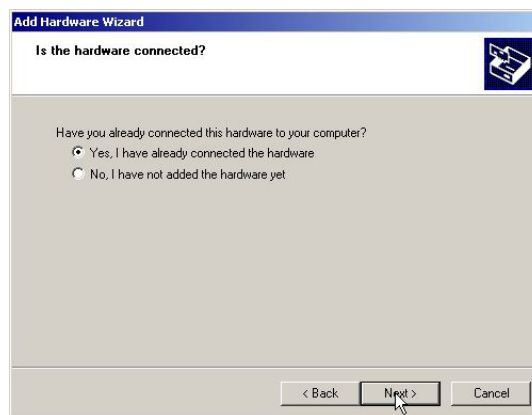 Add Hardware Wizard
Is the hardware connected?
Have you already connected this hardware to your computer?
Yes, I have already connected the hardware
No, I have not added the hardware yet
< Back Next > Cancel